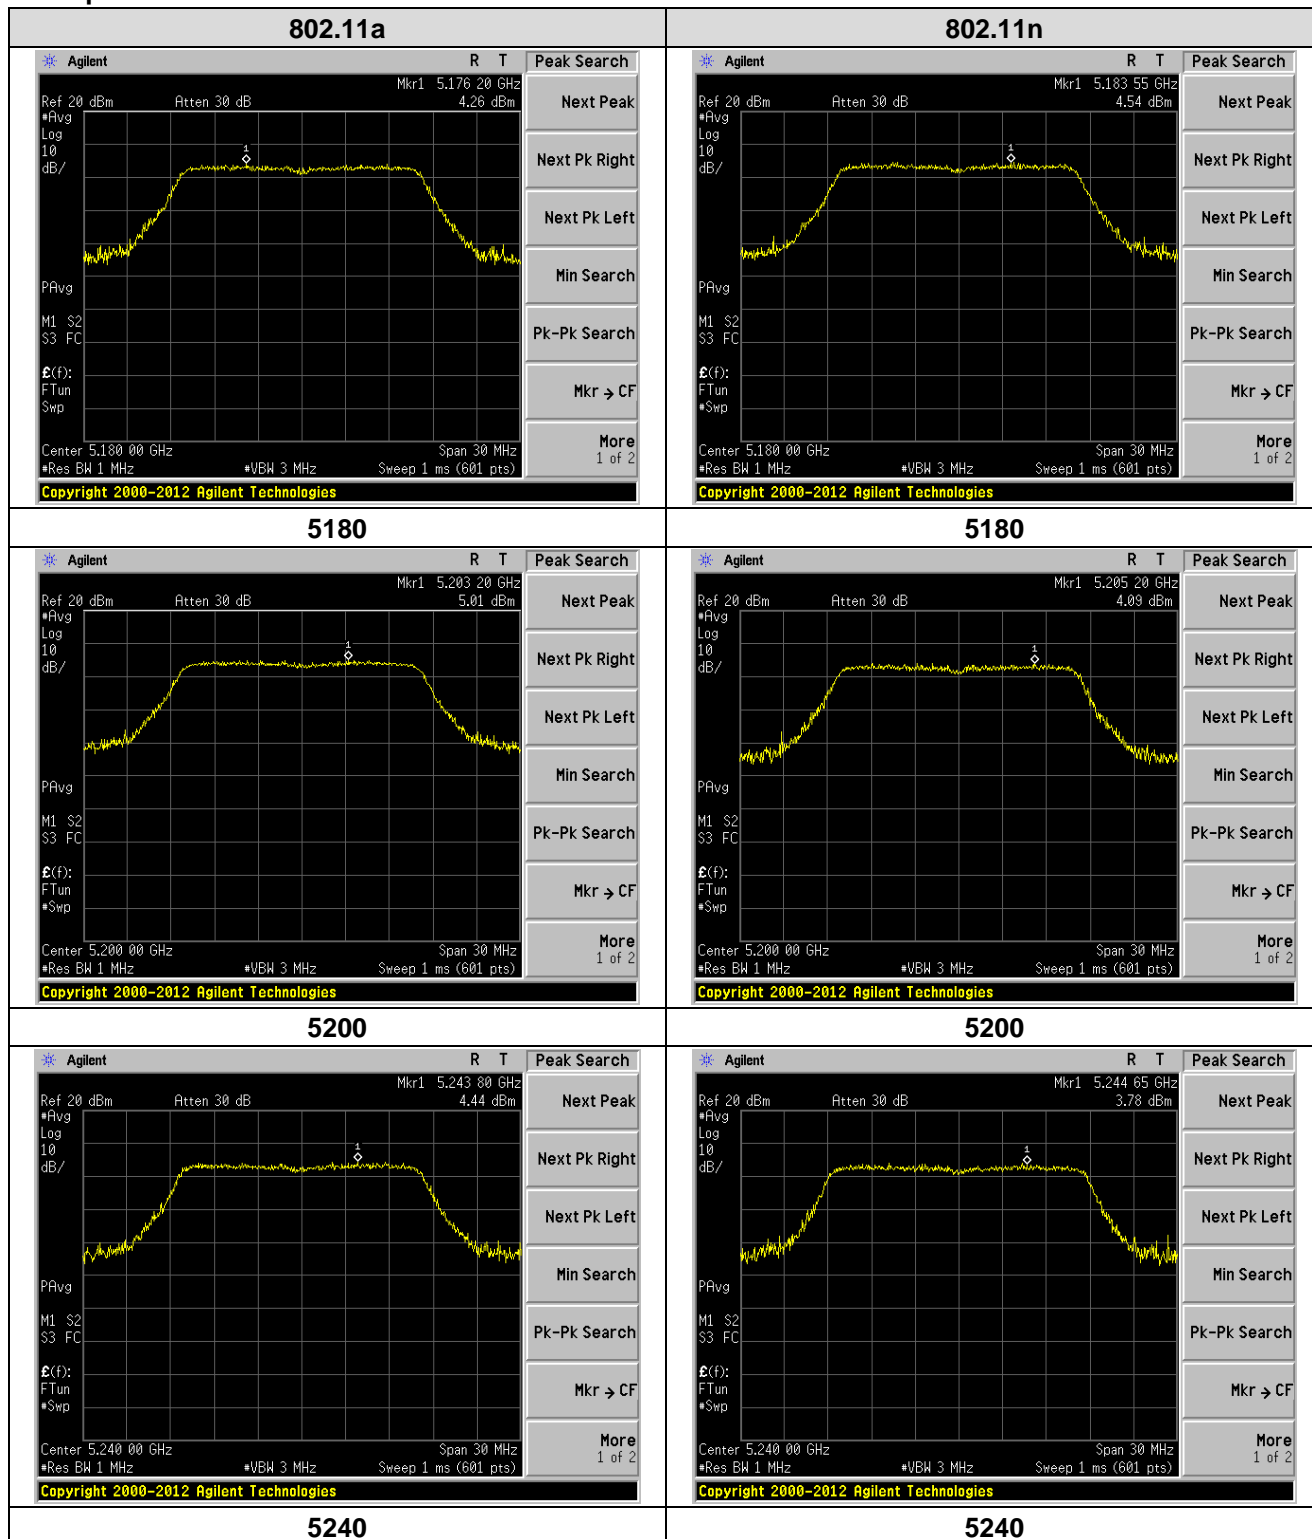 802.11a 802.11n
Agilent R T Peak Search
Mkr1 5.176 20 GHz
Ref 20 dBm Atten 30 dB 4.26 dBm
#Avg
Log
10
dB/
1
PAvg
M1 S2
S3 FC
£(f):
FTun
Swp
Center 5.180 00 GHz Span 30 MHz
#Res BW 1 MHz #VBW 3 MHz Sweep 1 ms (601 pts)
Next Peak
Next Pk Right
Next Pk Left
Min Search
Pk-Pk Search
Mkr → CF
More
1 of 2
Copyright 2000-2012 Agilent Technologies
Agilent R T Peak Search
Mkr1 5.183 55 GHz
Ref 20 dBm Atten 30 dB 4.54 dBm
#Avg
Log
10
dB/
1
PAvg
M1 S2
S3 FC
£(f):
FTun
#Swp
Center 5.180 00 GHz Span 30 MHz
#Res BW 1 MHz #VBW 3 MHz Sweep 1 ms (601 pts)
Next Peak
Next Pk Right
Next Pk Left
Min Search
Pk-Pk Search
Mkr → CF
More
1 of 2
Copyright 2000-2012 Agilent Technologies
5180 5180
Agilent R T Peak Search
Mkr1 5.203 20 GHz
Ref 20 dBm Atten 30 dB 5.01 dBm
#Avg
Log
10
dB/
1
PAvg
M1 S2
S3 FC
£(f):
FTun
#Swp
Center 5.200 00 GHz Span 30 MHz
#Res BW 1 MHz #VBW 3 MHz Sweep 1 ms (601 pts)
Next Peak
Next Pk Right
Next Pk Left
Min Search
Pk-Pk Search
Mkr → CF
More
1 of 2
Copyright 2000-2012 Agilent Technologies
Agilent R T Peak Search
Mkr1 5.205 20 GHz
Ref 20 dBm Atten 30 dB 4.09 dBm
#Avg
Log
10
dB/
1
PAvg
M1 S2
S3 FC
£(f):
FTun
#Swp
Center 5.200 00 GHz Span 30 MHz
#Res BW 1 MHz #VBW 3 MHz Sweep 1 ms (601 pts)
Next Peak
Next Pk Right
Next Pk Left
Min Search
Pk-Pk Search
Mkr → CF
More
1 of 2
Copyright 2000-2012 Agilent Technologies
5200 5200
Agilent R T Peak Search
Mkr1 5.243 80 GHz
Ref 20 dBm Atten 30 dB 4.44 dBm
#Avg
Log
10
dB/
1
PAvg
M1 S2
S3 FC
£(f):
FTun
#Swp
Center 5.240 00 GHz Span 30 MHz
#Res BW 1 MHz #VBW 3 MHz Sweep 1 ms (601 pts)
Next Peak
Next Pk Right
Next Pk Left
Min Search
Pk-Pk Search
Mkr → CF
More
1 of 2
Copyright 2000-2012 Agilent Technologies
Agilent R T Peak Search
Mkr1 5.244 65 GHz
Ref 20 dBm Atten 30 dB 3.78 dBm
#Avg
Log
10
dB/
1
PAvg
M1 S2
S3 FC
£(f):
FTun
#Swp
Center 5.240 00 GHz Span 30 MHz
#Res BW 1 MHz #VBW 3 MHz Sweep 1 ms (601 pts)
Next Peak
Next Pk Right
Next Pk Left
Min Search
Pk-Pk Search
Mkr → CF
More
1 of 2
Copyright 2000-2012 Agilent Technologies
5240 5240